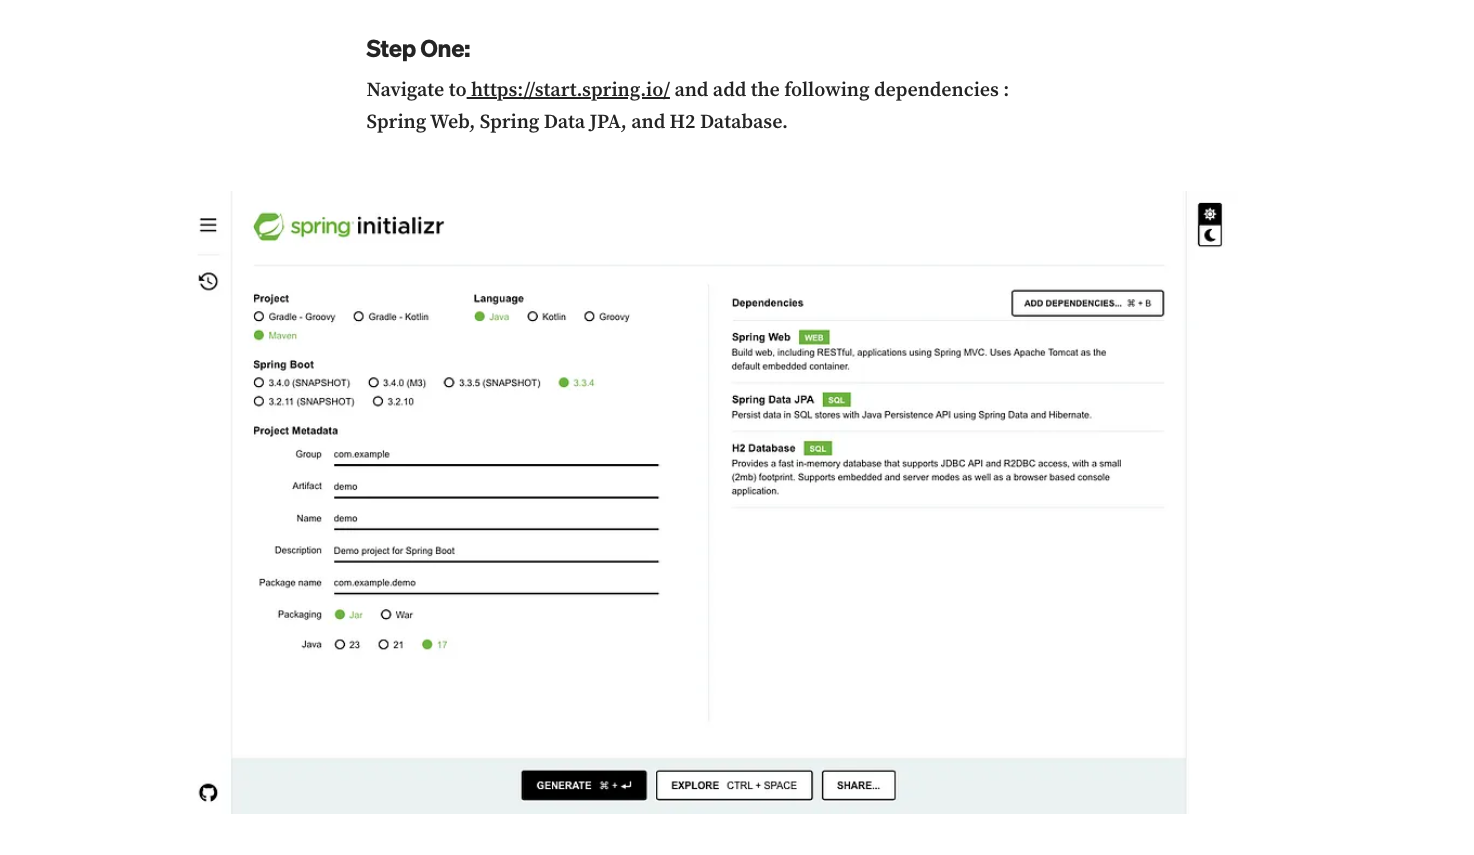 Step One:
Navigate to https://start.spring.io/ and add the following dependencies :
Spring Web, Spring Data JPA, and H2 Database.
spring initializr
Project
Gradle - Groovy Gradle - Kotlin
Maven
Language
Java Kotlin Groovy
Spring Boot
3.4.0 (SNAPSHOT) 3.4.0 (M3) 3.3.5 (SNAPSHOT) 3.3.4
3.2.11 (SNAPSHOT) 3.2.10
Project Metadata
Group com.example
Artifact demo
Name demo
Description Demo project for Spring Boot
Package name com.example.demo
Packaging Jar War
Java 23 21 17
Dependencies ADD DEPENDENCIES... ⌘ + B
Spring Web WEB
Build web, including RESTful, applications using Spring MVC. Uses Apache Tomcat as the
default embedded container.
Spring Data JPA SQL
Persist data in SQL stores with Java Persistence API using Spring Data and Hibernate.
H2 Database SQL
Provides a fast in-memory database that supports JDBC API and R2DBC access, with a small
(2mb) footprint. Supports embedded and server modes as well as a browser based console
application.
GENERATE ⌘ + ↵ EXPLORE CTRL + SPACE SHARE...